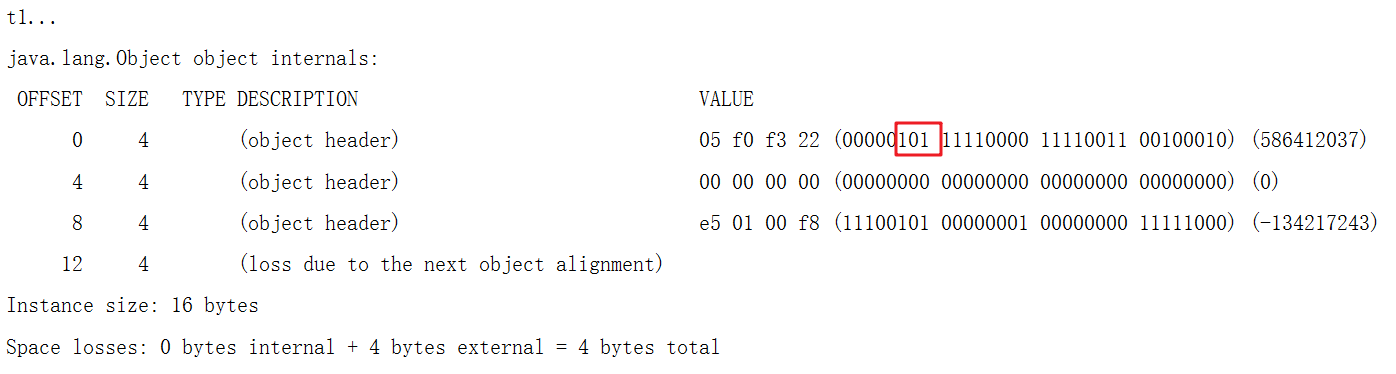 t1...
java.lang.Object object internals:
OFFSET SIZE TYPE DESCRIPTION VALUE
0 4 (object header) 05 f0 f3 22 (00000101 11110000 11110011 00100010) (586412037)
4 4 (object header) 00 00 00 00 (00000000 00000000 00000000 00000000) (0)
8 4 (object header) e5 01 00 f8 (11100101 00000001 00000000 11111000) (-134217243)
12 4 (loss due to the next object alignment)
Instance size: 16 bytes
Space losses: 0 bytes internal + 4 bytes external = 4 bytes total